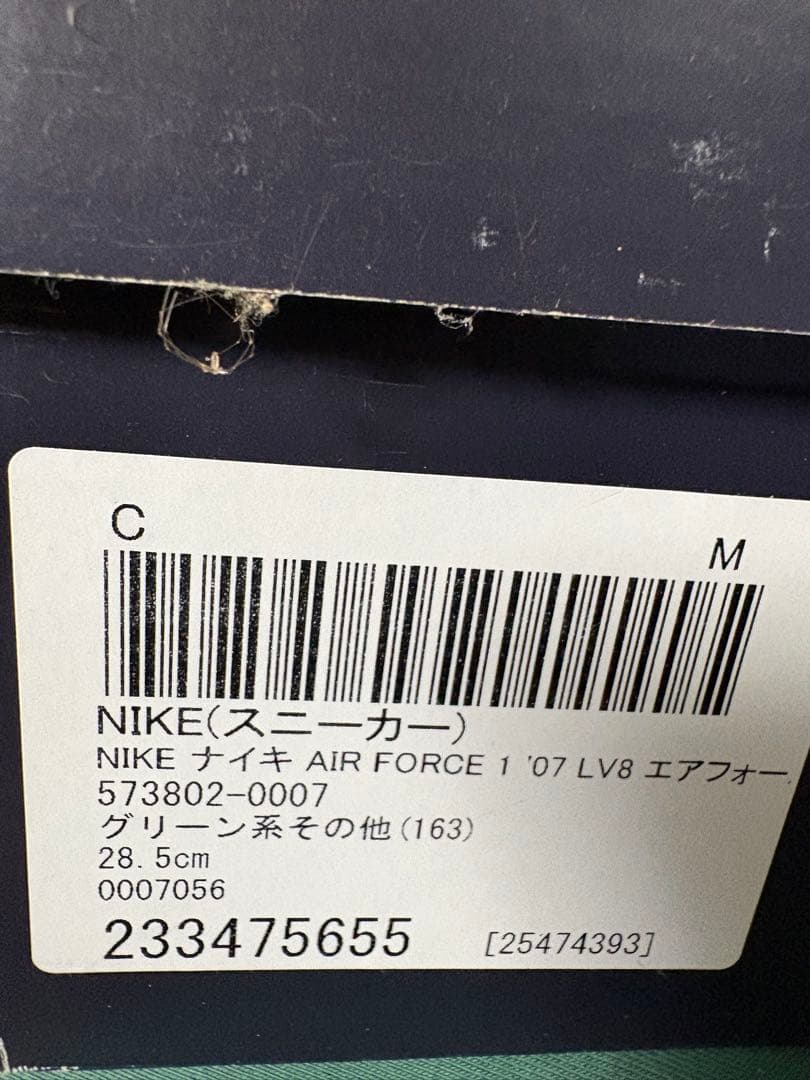 C
M
NIKE(スニーカー)
NIKE ナイキ AIR FORCE 1 '07 LV8 エアフォー
573802-0007
グリーン系その他(163)
28.5cm
0007056
233475655 [25474393]